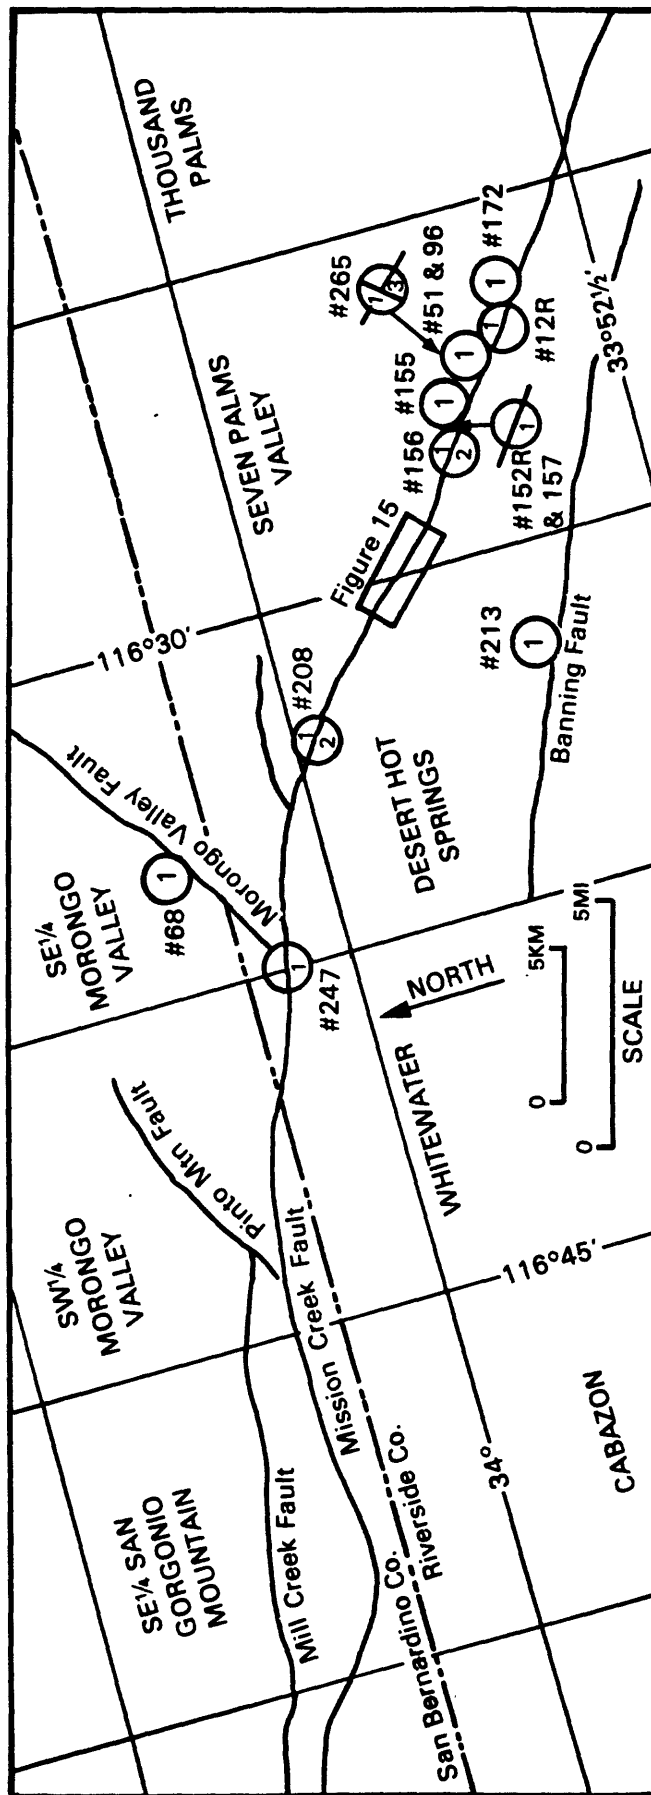 SE¼ SAN
GORGONIO
MOUNTAIN
SW¼
MORONGO
VALLEY
SE¼
MORONGO
VALLEY
THOUSAND
PALMS
SEVEN PALMS
VALLEY
DESERT HOT
SPRINGS
WHITEWATER
CABAZON
Mill Creek Fault
Mission Creek Fault
Pinto Mtn Fault
Morongo Valley Fault
Banning Fault
San Bernardino Co.
Riverside Co.
34°
116°45'
116°30'
33°52½'
#68
1
#247
1
#208
1
2
Figure 15
#213
1
#156
1
2
#155
1
#152R
& 157
1
#265
1
3
#51 & 96
1
#12R
1
#172
1
NORTH
0
5KM
0
5MI
SCALE